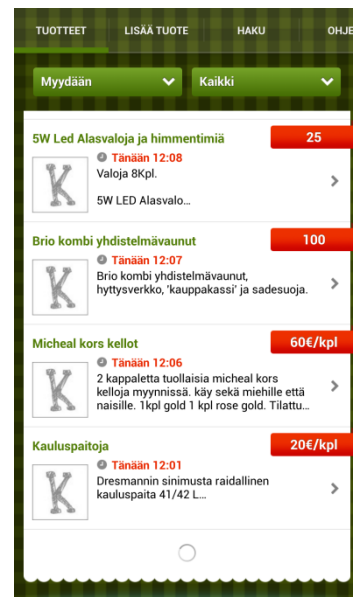 TUOTTEET LISÄÄ TUOTE HAKU OHJE
Myydään Kaikki
5W Led Alasvaloja ja himmentimiä 25
Tänään 12:08
Valoja 8Kpl.
5W LED Alasvalo...
K
Brio kombi yhdistelmävaunut 100
Tänään 12:07
Brio kombi yhdistelmävaunut,
hyttysverkko, 'kauppakassi' ja sadesuoja.
K
Micheal kors kellot 60€/kpl
Tänään 12:06
2 kappaletta tuollaisia micheal kors
kelloja myynnissä. käy sekä miehille että
naisille. 1kpl gold 1 kpl rose gold. Tilattu...
K
Kauluspaitoja 20€/kpl
Tänään 12:01
Dresmannin sinimusta raidallinen
kauluspaita 41/42 L...
K